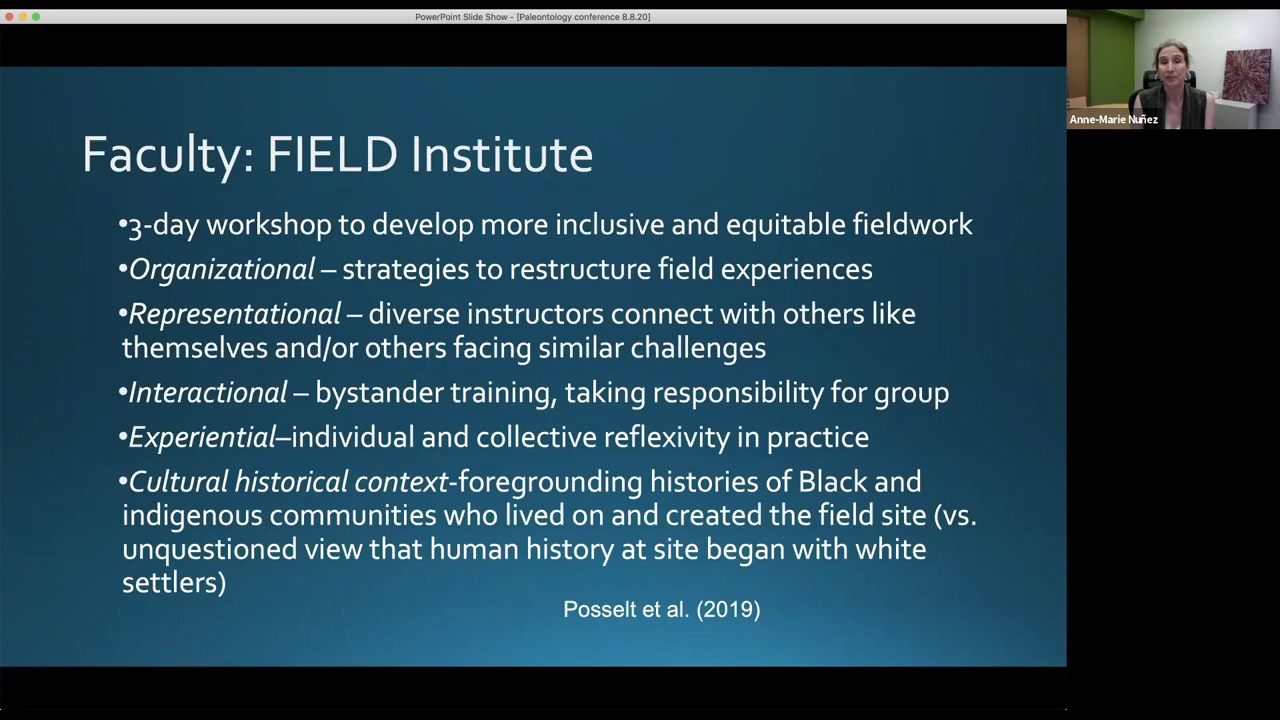 PowerPoint Slide Show - [Paleontology conference 8.8.20]
Anne-Marie Nuñez
Faculty: FIELD Institute
•3-day workshop to develop more inclusive and equitable fieldwork
•Organizational – strategies to restructure field experiences
•Representational – diverse instructors connect with others like
themselves and/or others facing similar challenges
•Interactional – bystander training, taking responsibility for group
•Experiential–individual and collective reflexivity in practice
•Cultural historical context-foregrounding histories of Black and
indigenous communities who lived on and created the field site (vs.
unquestioned view that human history at site began with white
settlers)
Posselt et al. (2019)